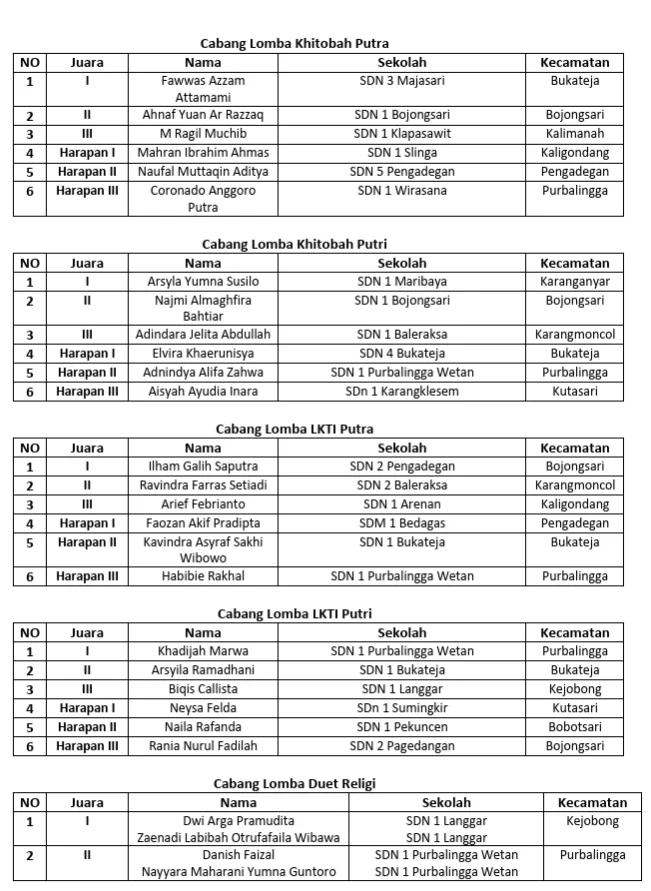 Cabang Lomba Khitobah Putra
NO Juara Nama Sekolah Kecamatan
1 I Fawwas Azzam SDN 3 Majasari Bukateja
Attamami
2 II Ahnaf Yuan Ar Razzaq SDN 1 Bojongsari Bojongsari
3 III M Ragil Muchib SDN 1 Klapasawit Kalimanah
4 Harapan I Mahran Ibrahim Ahmas SDN 1 Slinga Kaligondang
5 Harapan II Naufal Muttaqin Aditya SDN 5 Pengadegan Pengadegan
6 Harapan III Coronado Anggoro SDN 1 Wirasana Purbalingga
Putra
Cabang Lomba Khitobah Putri
NO Juara Nama Sekolah Kecamatan
1 I Arsyla Yumna Susilo SDN 1 Maribaya Karanganyar
2 II Najmi Almaghfira SDN 1 Bojongsari Bojongsari
Bahtiar
3 III Adindara Jelita Abdullah SDN 1 Baleraksa Karangmoncol
4 Harapan I Elvira Khaerunisya SDN 4 Bukateja Bukateja
5 Harapan II Adnindya Alifa Zahwa SDN 1 Purbalingga Wetan Purbalingga
6 Harapan III Aisyah Ayudia Inara SDn 1 Karangklesem Kutasari
Cabang Lomba LKTI Putra
NO Juara Nama Sekolah Kecamatan
1 I Ilham Galih Saputra SDN 2 Pengadegan Bojongsari
2 II Ravindra Farras Setiadi SDN 2 Baleraksa Karangmoncol
3 III Arief Febrianto SDN 1 Arenan Kaligondang
4 Harapan I Faozan Akif Pradipta SDM 1 Bedagas Pengadegan
5 Harapan II Kavindra Asyraf Sakhi SDN 1 Bukateja Bukateja
Wibowo
6 Harapan III Habibie Rakhal SDN 1 Purbalingga Wetan Purbalingga
Cabang Lomba LKTI Putri
NO Juara Nama Sekolah Kecamatan
1 I Khadijah Marwa SDN 1 Purbalingga Wetan Purbalingga
2 II Arsyila Ramadhani SDN 1 Bukateja Bukateja
3 III Biqis Callista SDN 1 Langgar Kejobong
4 Harapan I Neysa Felda SDn 1 Sumingkir Kutasari
5 Harapan II Naila Rafanda SDN 1 Pekuncen Bobotsari
6 Harapan III Rania Nurul Fadilah SDN 2 Pagedangan Bojongsari
Cabang Lomba Duet Religi
NO Juara Nama Sekolah Kecamatan
1 I Dwi Arga Pramudita SDN 1 Langgar Kejobong
Zaenadi Labibah Otrufafaila Wibawa SDN 1 Langgar
2 II Danish Faizal SDN 1 Purbalingga Wetan Purbalingga
Nayyara Maharani Yumna Guntoro SDN 1 Purbalingga Wetan